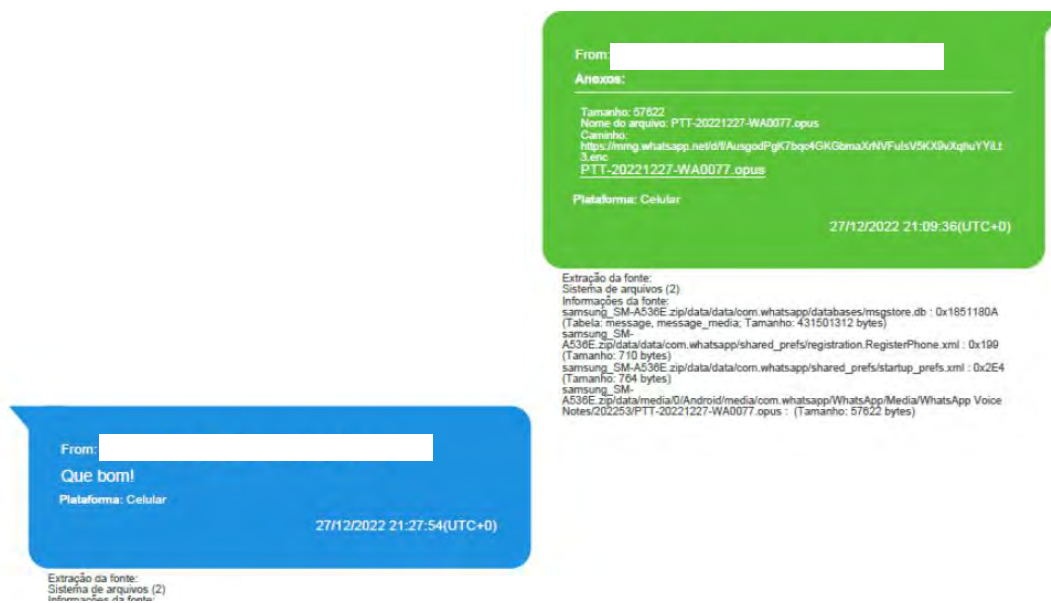 From:
Anexos:
Tamanho: 57622
Nome do arquivo: PTT-20221227-WA0077.opus
Caminho:
3.enc
PTT-20221227-WA0077.opus
Plataforma: Celular
27/12/2022 21:09:36(UTC+0)
Extração da fonte:
Sistema de arquivos (2)
Informações da fonte:
samsung_SM-A536E.zip/data/data/com.whatsapp/databases/msgstore.db : 0x1851180A
(Tabela: message, message_media; Tamanho: 431501312 bytes)
samsung_SM-
A536E.zip/data/data/com.whatsapp/shared_prefs/registration.RegisterPhone.xml : 0x199
(Tamanho: 710 bytes)
samsung_SM-A536E.zip/data/data/com.whatsapp/shared_prefs/startup_prefs.xml : 0x2E4
(Tamanho: 764 bytes)
samsung_SM-
A536E.zip/data/media/0/Android/media/com.whatsapp/WhatsApp/Media/WhatsApp Voice
Notes/202253/PTT-20221227-WA0077.opus : (Tamanho: 57622 bytes)
From:
Que bom!
Plataforma: Celular
27/12/2022 21:27:54(UTC+0)
Extração da fonte:
Sistema de arquivos (2)
Informações da fonte: